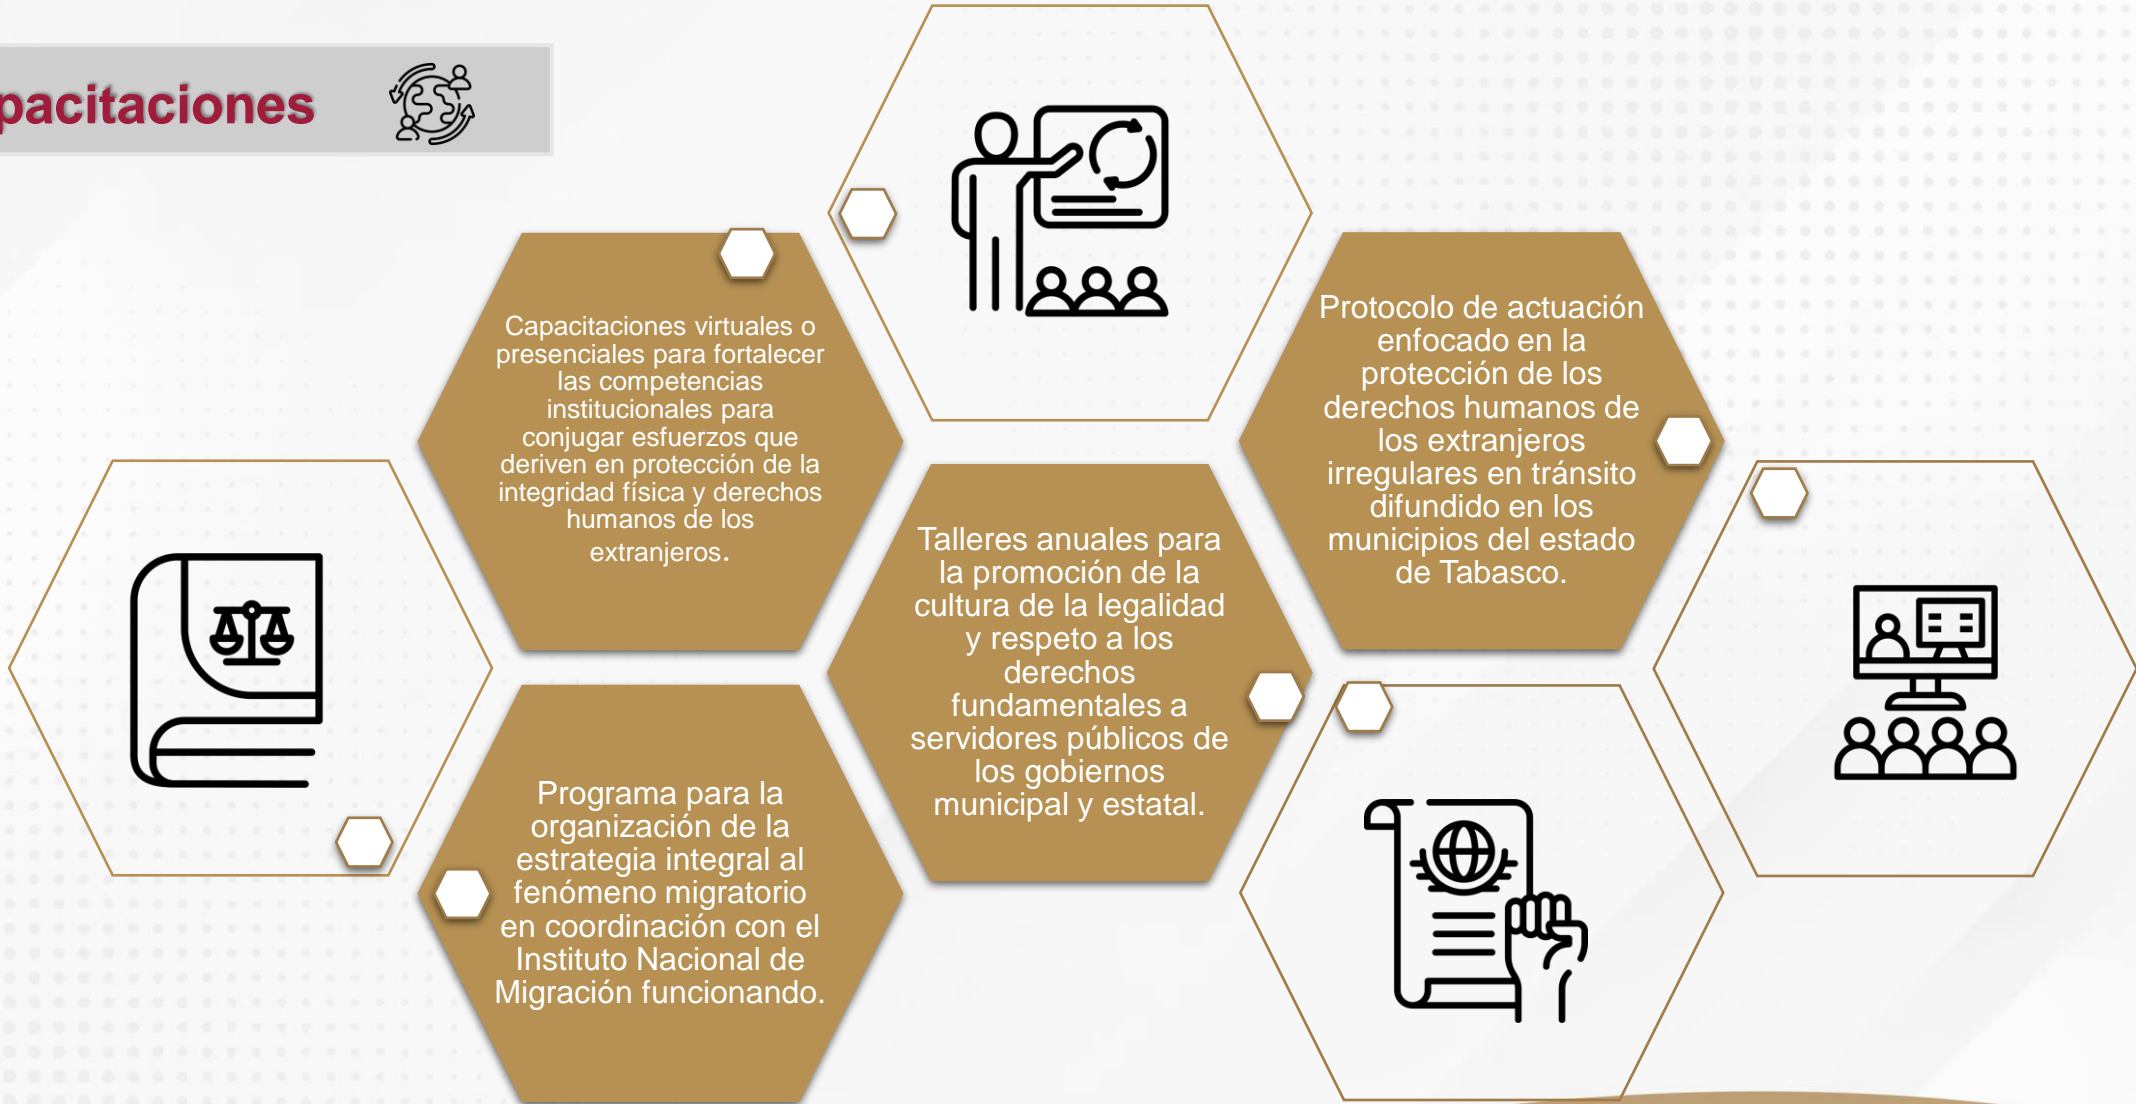 pacitaciones
Capacitaciones virtuales o
presenciales para fortalecer
las competencias
institucionales para
conjugar esfuerzos que
deriven en protección de la
integridad física y derechos
humanos de los
extranjeros.
Programa para la
organización de la
estrategia integral al
fenómeno migratorio
en coordinación con el
Instituto Nacional de
Migración funcionando.
Talleres anuales para
la promoción de la
cultura de la legalidad
y respeto a los
derechos
fundamentales a
servidores públicos de
los gobiernos
municipal y estatal.
Protocolo de actuación
enfocado en la
protección de los
derechos humanos de
los extranjeros
irregulares en tránsito
difundido en los
municipios del estado
de Tabasco.